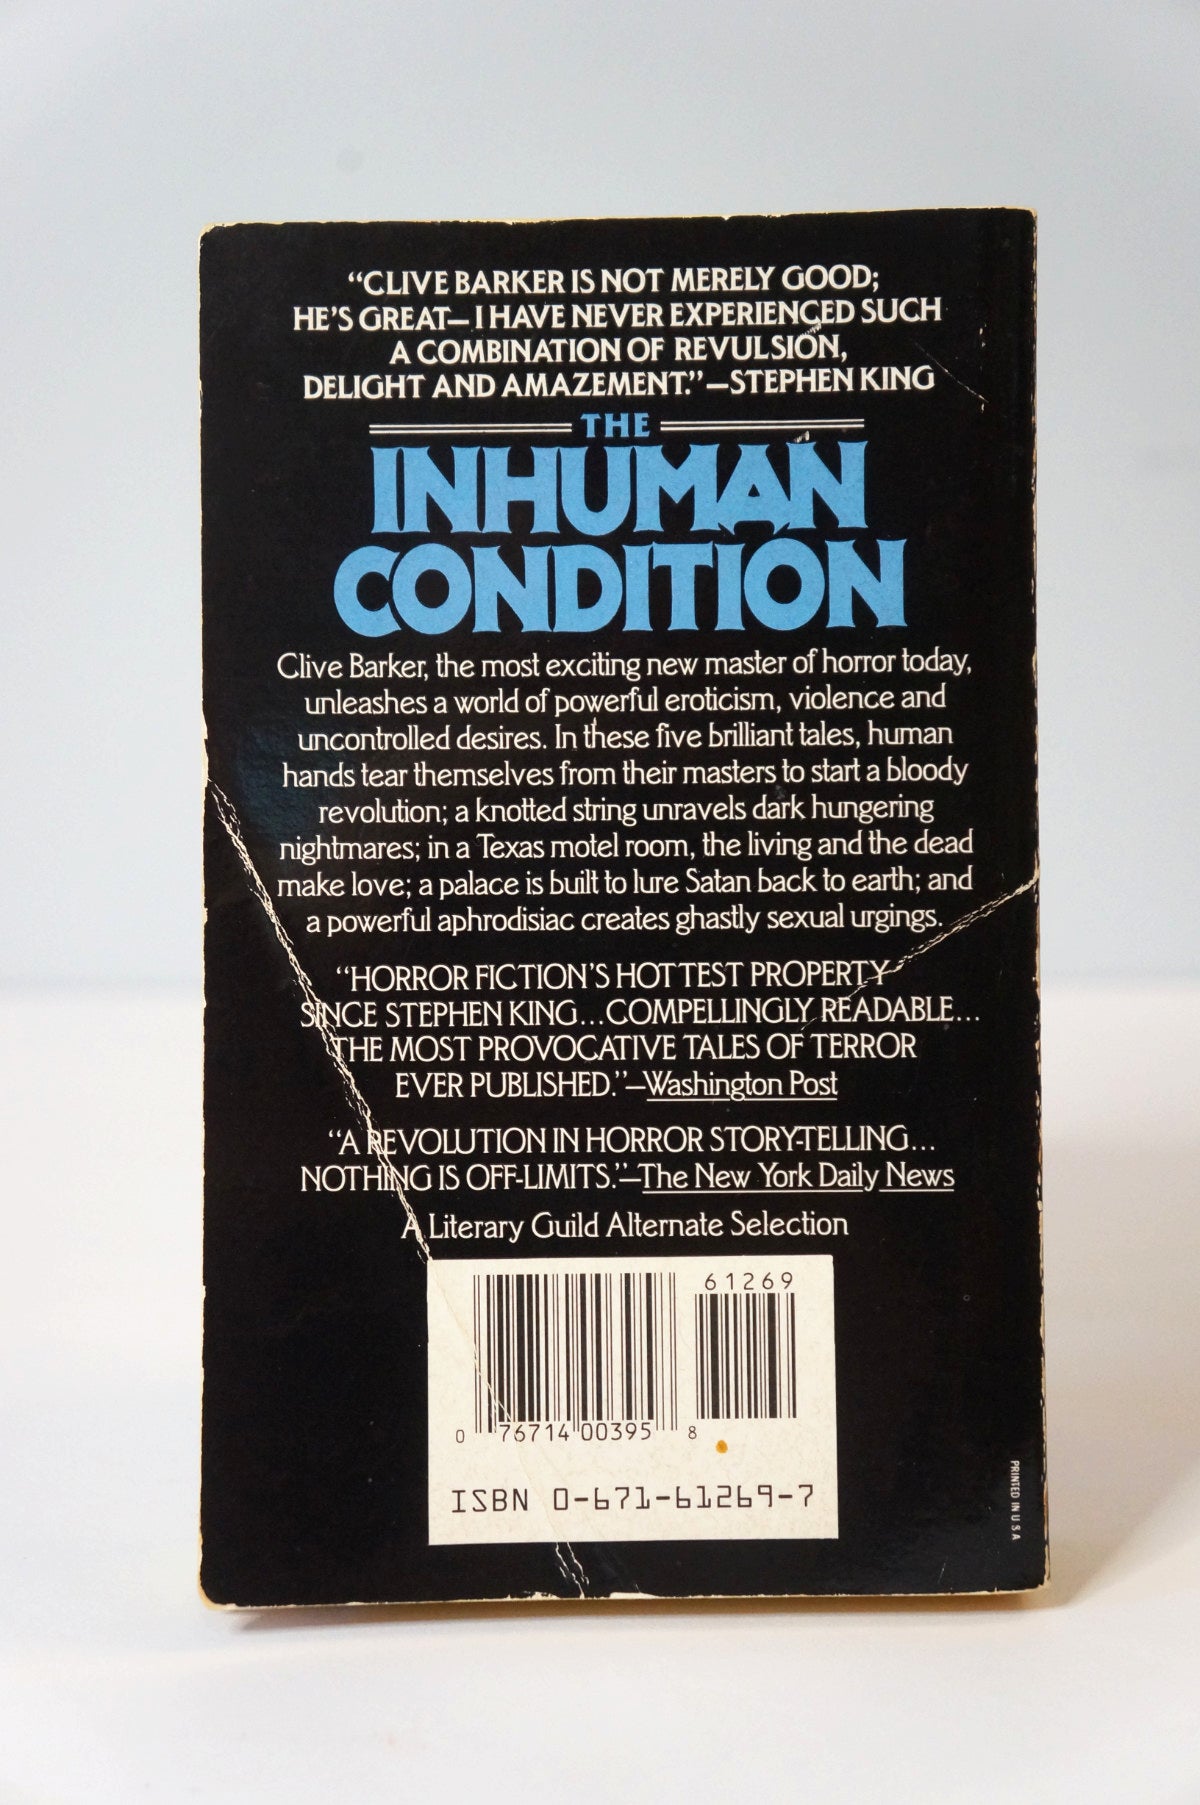 “CLIVE BARKER IS NOT MERELY GOOD;
HE'S GREAT—I HAVE NEVER EXPERIENCED SUCH
A COMBINATION OF REVULSION,
DELIGHT AND AMAZEMENT.”—STEPHEN KING
THE
INHUMAN
CONDITION
Clive Barker, the most exciting new master of horror today,
unleashes a world of powerful eroticism, violence and
uncontrolled desires. In these five brilliant tales, human
hands tear themselves from their masters to start a bloody
revolution; a knotted string unravels dark hungering
nightmares; in a Texas motel room, the living and the dead
make love; a palace is built to lure Satan back to earth; and
a powerful aphrodisiac creates ghastly sexual urgings.
“HORROR FICTION'S HOTTEST PROPERTY
SINCE STEPHEN KING...COMPELLINGLY READABLE...
THE MOST PROVOCATIVE TALES OF TERROR
EVER PUBLISHED.”—Washington Post
“A REVOLUTION IN HORROR STORY-TELLING...
NOTHING IS OFF-LIMITS.”—The New York Daily News
A Literary Guild Alternate Selection
61269
0 76714 00395 8
ISBN 0-671-61269-7
PRINTED IN U S A